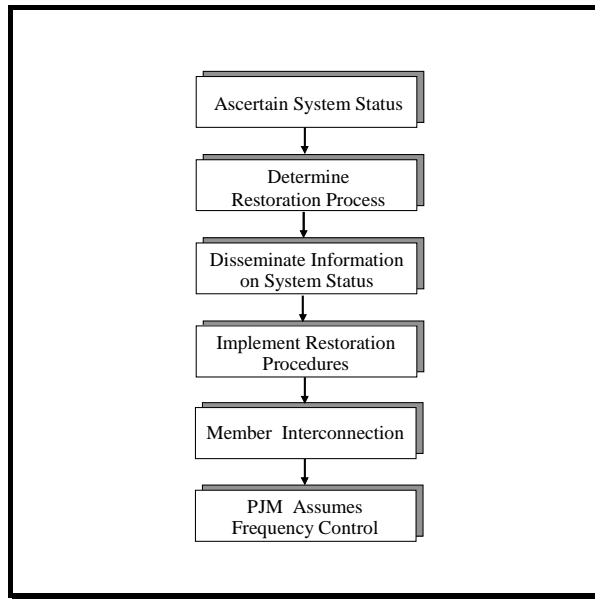 Ascertain System Status
Determine
Restoration Process
Disseminate Information
on System Status
Implement Restoration
Procedures
Member Interconnection
PJM Assumes
Frequency Control